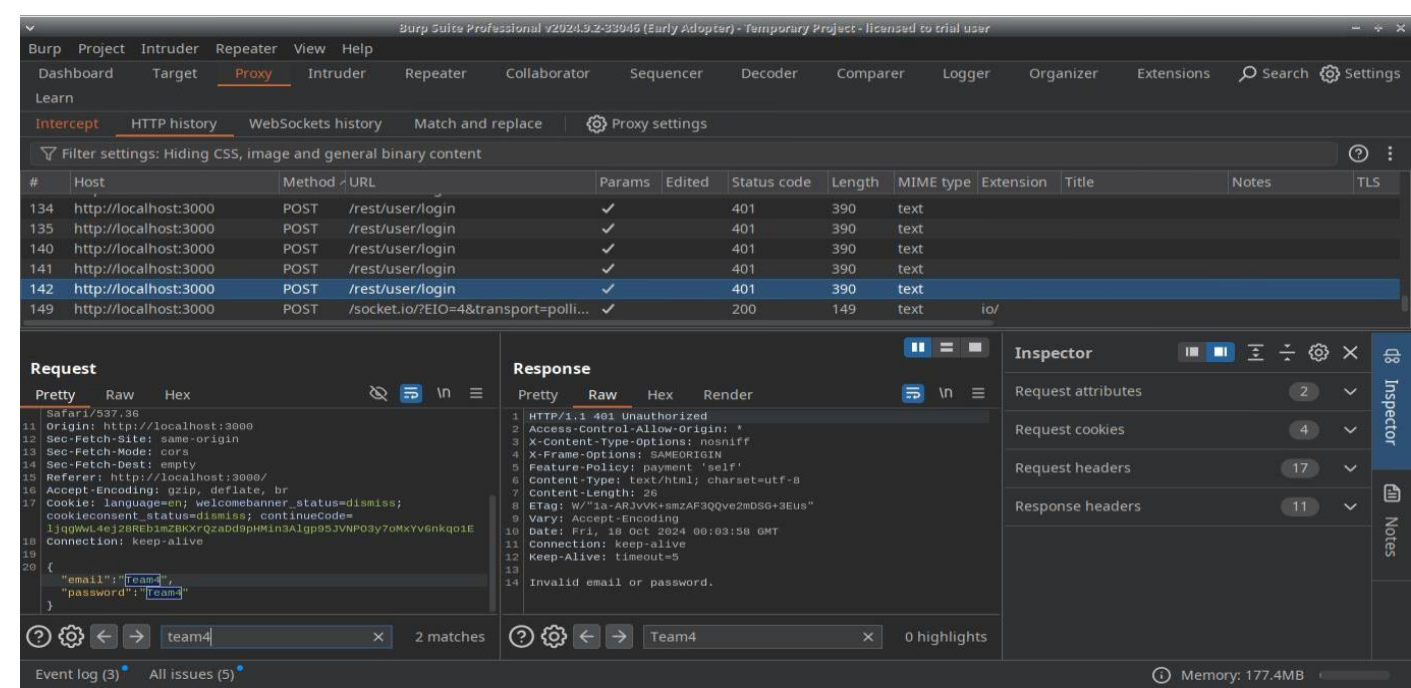 Burp Suite Professional v2024.9.2-33046 (Early Adopter) - Temporary Project - licensed to trial user
Burp Project Intruder Repeater View Help
Dashboard Target Proxy Intruder Repeater Collaborator Sequencer Decoder Comparer Logger Organizer Extensions Search Settings
Learn
Intercept HTTP history WebSockets history Match and replace Proxy settings
Filter settings: Hiding CSS, image and general binary content
# Host Method URL Params Edited Status code Length MIME type Extension Title Notes TLS
134 http://localhost:3000 POST /rest/user/login ✓ 401 390 text
135 http://localhost:3000 POST /rest/user/login ✓ 401 390 text
140 http://localhost:3000 POST /rest/user/login ✓ 401 390 text
141 http://localhost:3000 POST /rest/user/login ✓ 401 390 text
142 http://localhost:3000 POST /rest/user/login ✓ 401 390 text
149 http://localhost:3000 POST /socket.io/?EIO=4&transport=polli... ✓ 200 149 text io/
Request
Pretty Raw Hex \n
Safari/537.36
11 Origin: http://localhost:3000
12 Sec-Fetch-Site: same-origin
13 Sec-Fetch-Mode: cors
14 Sec-Fetch-Dest: empty
15 Referer: http://localhost:3000/
16 Accept-Encoding: gzip, deflate, br
17 Cookie: language=en; welcomebanner_status=dismiss;
cookieconsent_status=dismiss; continueCode=
18 Connection: keep-alive
19
20 {
"email":"Team4",
"password":"Team4"
}
team4 2 matches
Response
Pretty Raw Hex Render \n
1 HTTP/1.1 401 Unauthorized
2 Access-Control-Allow-Origin: *
3 X-Content-Type-Options: nosniff
4 X-Frame-Options: SAMEORIGIN
5 Feature-Policy: payment 'self'
6 Content-Type: text/html; charset=utf-8
7 Content-Length: 26
8 ETag: W/"1a-ARJvVK+smzAF3QQve2mDSG+3Eus"
9 Vary: Accept-Encoding
10 Date: Fri, 18 Oct 2024 00:03:58 GMT
11 Connection: keep-alive
12 Keep-Alive: timeout=5
13
14 Invalid email or password.
Team4 0 highlights
Inspector
Request attributes 2
Request cookies 4
Request headers 17
Response headers 11
Inspector
Notes
Event log (3) All issues (5) Memory: 177.4MB